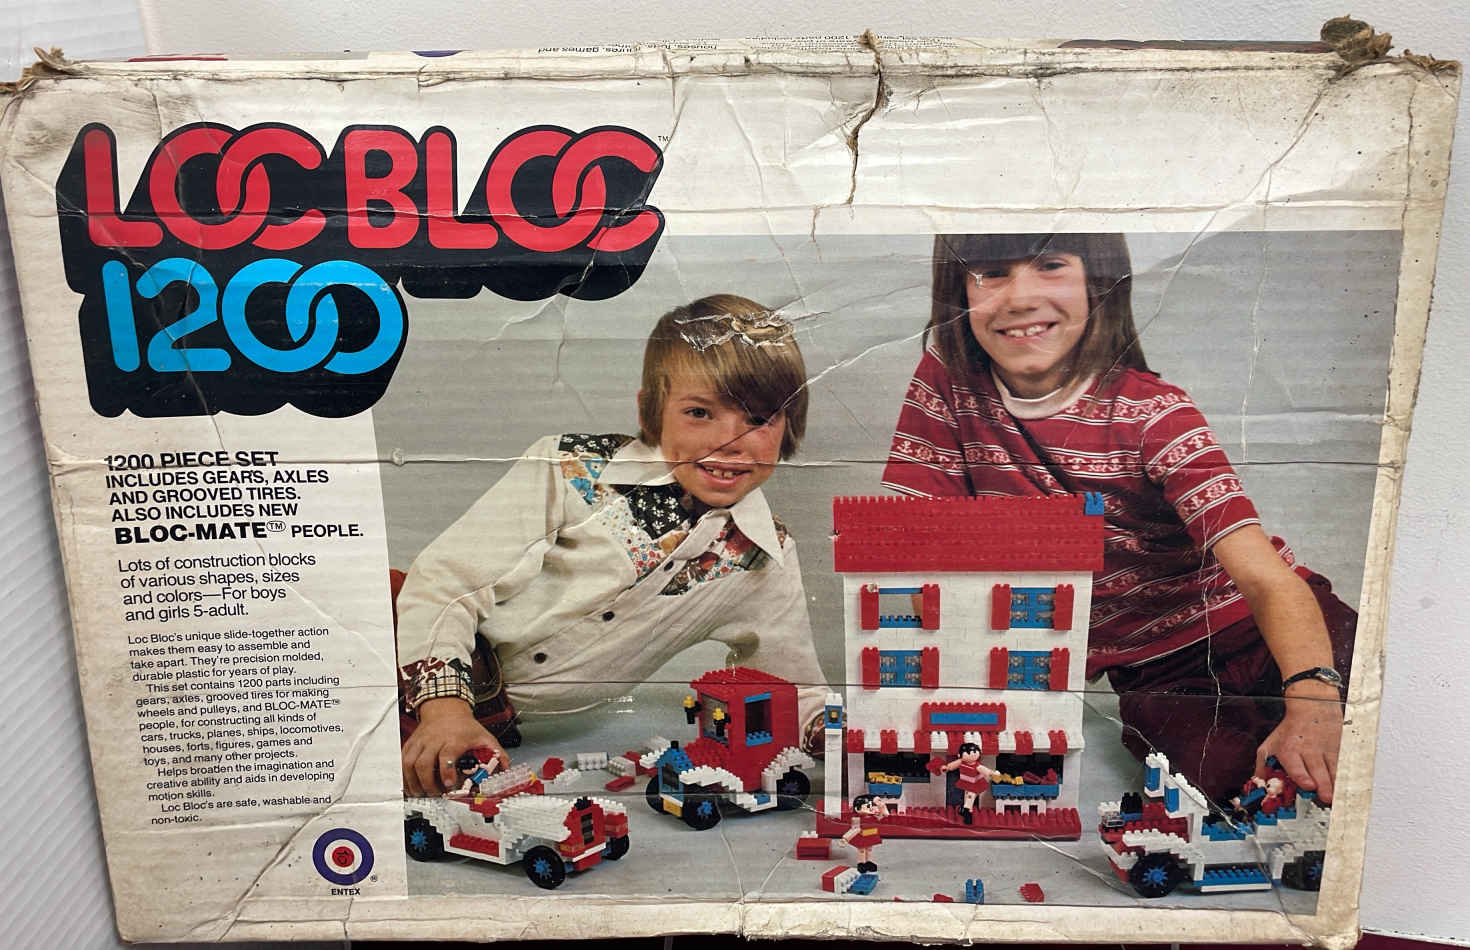 houses, forts, figures, games and
LOC BLOC™
1200
1200 PIECE SET
INCLUDES GEARS, AXLES
AND GROOVED TIRES.
ALSO INCLUDES NEW
BLOC-MATE™ PEOPLE.
Lots of construction blocks
of various shapes, sizes
and colors—For boys
and girls 5-adult.
Loc Bloc's unique slide-together action
makes them easy to assemble and
take apart. They're precision molded,
durable plastic for years of play.
This set contains 1200 parts including
gears, axles, grooved tires for making
wheels and pulleys, and BLOC-MATE™
people, for constructing all kinds of
cars, trucks, planes, ships, locomotives,
houses, forts, figures, games and
toys, and many other projects.
Helps broaden the imagination and
creative ability and aids in developing
motion skills.
Loc Bloc's are safe, washable and
non-toxic.
ENTEX ®